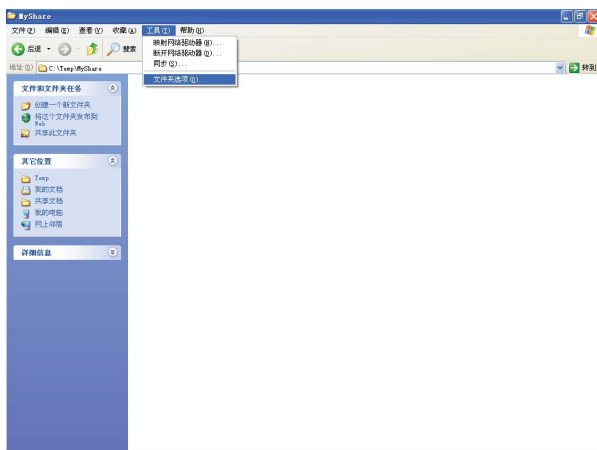 MyShare
文件(F) 编辑(E) 查看(V) 收藏(A) 工具(T) 帮助(H)
后退 搜索
映射网络驱动器(N)...
断开网络驱动器(D)...
同步(S)...
文件夹选项(O)...
地址(D) C:\Temp\MyShare 转到
文件和文件夹任务
创建一个新文件夹
将这个文件夹发布到
Web
共享此文件夹
其它位置
Temp
我的文档
共享文档
我的电脑
网上邻居
详细信息